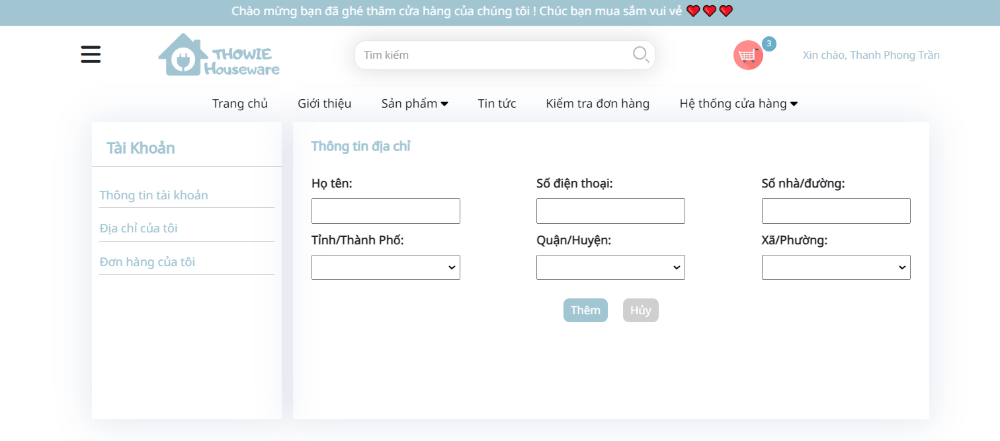 Chào mừng bạn đã ghé thăm cửa hàng của chúng tôi ! Chúc bạn mua sắm vui vẻ ❤❤❤
THOWIE
Houseware
Tìm kiếm
3
Xin chào, Thanh Phong Trần
Trang chủ Giới thiệu Sản phẩm Tin tức Kiểm tra đơn hàng Hệ thống cửa hàng
Tài Khoản
Thông tin tài khoản
Địa chỉ của tôi
Đơn hàng của tôi
Thông tin địa chỉ
Họ tên: Số điện thoại: Số nhà/đường:
Tỉnh/Thành Phố: Quận/Huyện: Xã/Phường:
Thêm Hủy